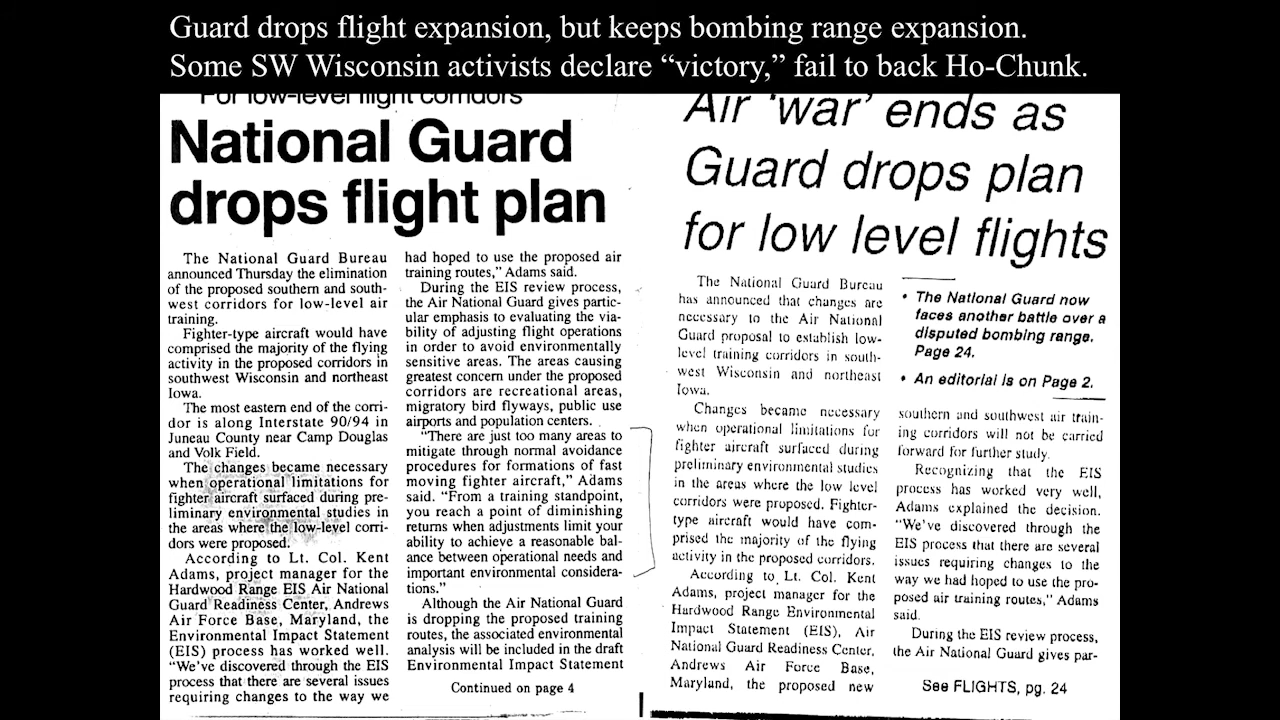 Guard drops flight expansion, but keeps bombing range expansion.
Some SW Wisconsin activists declare “victory,” fail to back Ho-Chunk.
For low-level flight corridors
National Guard
drops flight plan
The National Guard Bureau
announced Thursday the elimination
of the proposed southern and south-
west corridors for low-level air
training.
Fighter-type aircraft would have
comprised the majority of the flying
activity in the proposed corridors in
southwest Wisconsin and northeast
Iowa.
The most eastern end of the corri-
dor is along Interstate 90/94 in
Juneau County near Camp Douglas
and Volk Field.
The changes became necessary
when operational limitations for
fighter aircraft surfaced during pre-
liminary environmental studies in
the areas where the low-level corri-
dors were proposed.
According to Lt. Col. Kent
Adams, project manager for the
Hardwood Range EIS Air National
Guard Readiness Center, Andrews
Air Force Base, Maryland, the
Environmental Impact Statement
(EIS) process has worked well.
“We’ve discovered through the EIS
process that there are several issues
requiring changes to the way we
had hoped to use the proposed air
training routes,” Adams said.
During the EIS review process,
the Air National Guard gives partic-
ular emphasis to evaluating the via-
bility of adjusting flight operations
in order to avoid environmentally
sensitive areas. The areas causing
greatest concern under the proposed
corridors are recreational areas,
migratory bird flyways, public use
airports and population centers.
“There are just too many areas to
mitigate through normal avoidance
procedures for formations of fast
moving fighter aircraft,” Adams
said. “From a training standpoint,
you reach a point of diminishing
returns when adjustments limit your
ability to achieve a reasonable bal-
ance between operational needs and
important environmental considera-
tions.”
Although the Air National Guard
is dropping the proposed training
routes, the associated environmental
analysis will be included in the draft
Environmental Impact Statement
Continued on page 4
Air ‘war’ ends as
Guard drops plan
for low level flights
The National Guard Bureau
has announced that changes are
necessary to the Air National
Guard proposal to establish low-
level training corridors in south-
west Wisconsin and northeast
Iowa.
Changes became necessary
when operational limitations for
fighter aircraft surfaced during
preliminary environmental studies
in the areas where the low level
corridors were proposed. Fighter-
type aircraft would have com-
prised the majority of the flying
activity in the proposed corridors.
According to Lt. Col. Kent
Adams, project manager for the
Hardwood Range Environmental
Impact Statement (EIS), Air
National Guard Readiness Center,
Andrews Air Force Base,
Maryland, the proposed new
• The National Guard now
faces another battle over a
disputed bombing range.
Page 24.
• An editorial is on Page 2.
southern and southwest air train-
ing corridors will not be carried
forward for further study.
Recognizing that the EIS
process has worked very well,
Adams explained the decision.
“We’ve discovered through the
EIS process that there are several
issues requiring changes to the
way we had hoped to use the pro-
posed air training routes,” Adams
said.
During the EIS review process,
the Air National Guard gives par-
See FLIGHTS, pg. 24